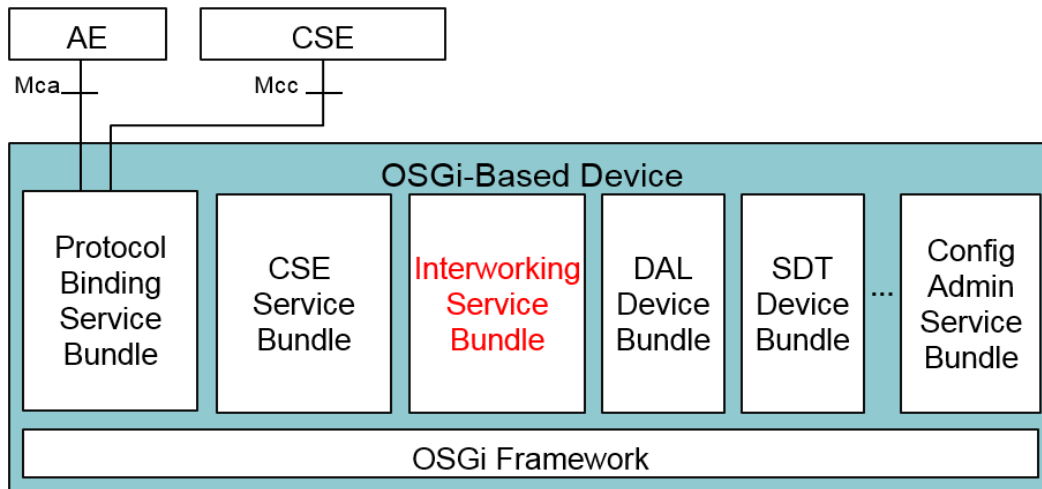 AE
CSE
Mca
Mcc
OSGi-Based Device
Protocol
Binding
Service
Bundle
CSE
Service
Bundle
Interworking
Service
Bundle
DAL
Device
Bundle
SDT
Device
Bundle
...
Config
Admin
Service
Bundle
OSGi Framework